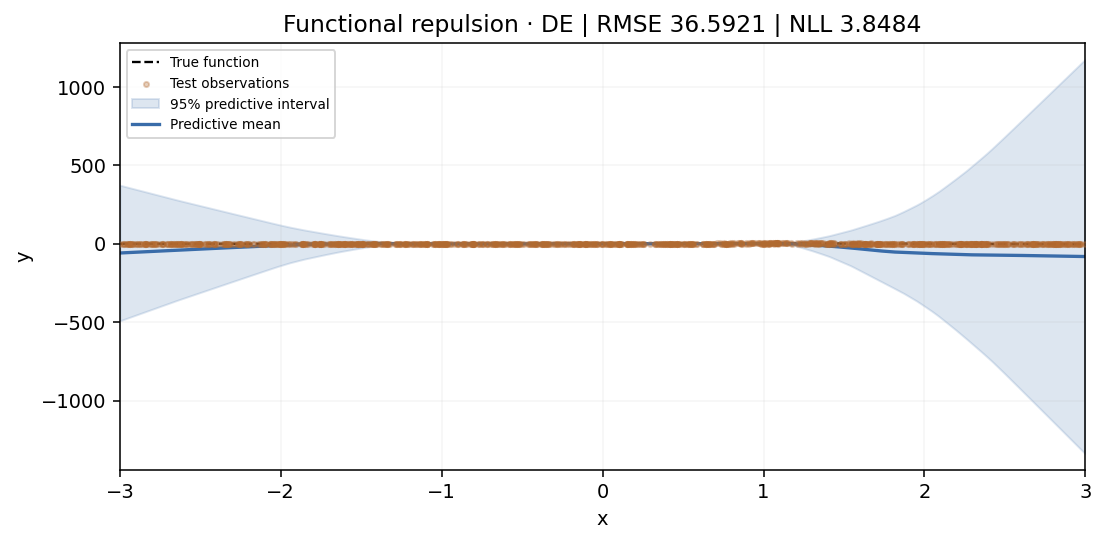 Functional repulsion · DE | RMSE 36.5921 | NLL 3.8484
True function
Test observations
95% predictive interval
Predictive mean
1000
500
0
−500
−1000
y
−3
−2
−1
0
1
2
3
x